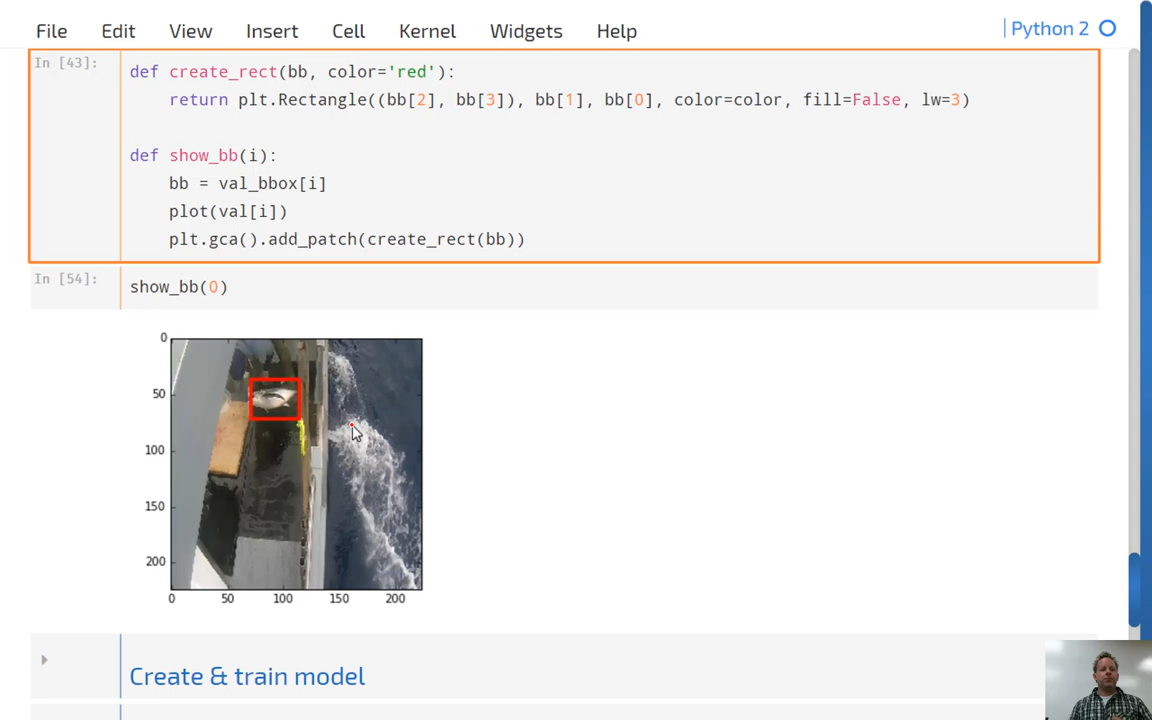 File Edit View Insert Cell Kernel Widgets Help Python 2
In [43]:
def create_rect(bb, color='red'):
return plt.Rectangle((bb[2], bb[3]), bb[1], bb[0], color=color, fill=False, lw=3)
def show_bb(i):
bb = val_bbox[i]
plot(val[i])
plt.gca().add_patch(create_rect(bb))
In [54]:
show_bb(0)
0
50
100
150
200
0 50 100 150 200
Create & train model